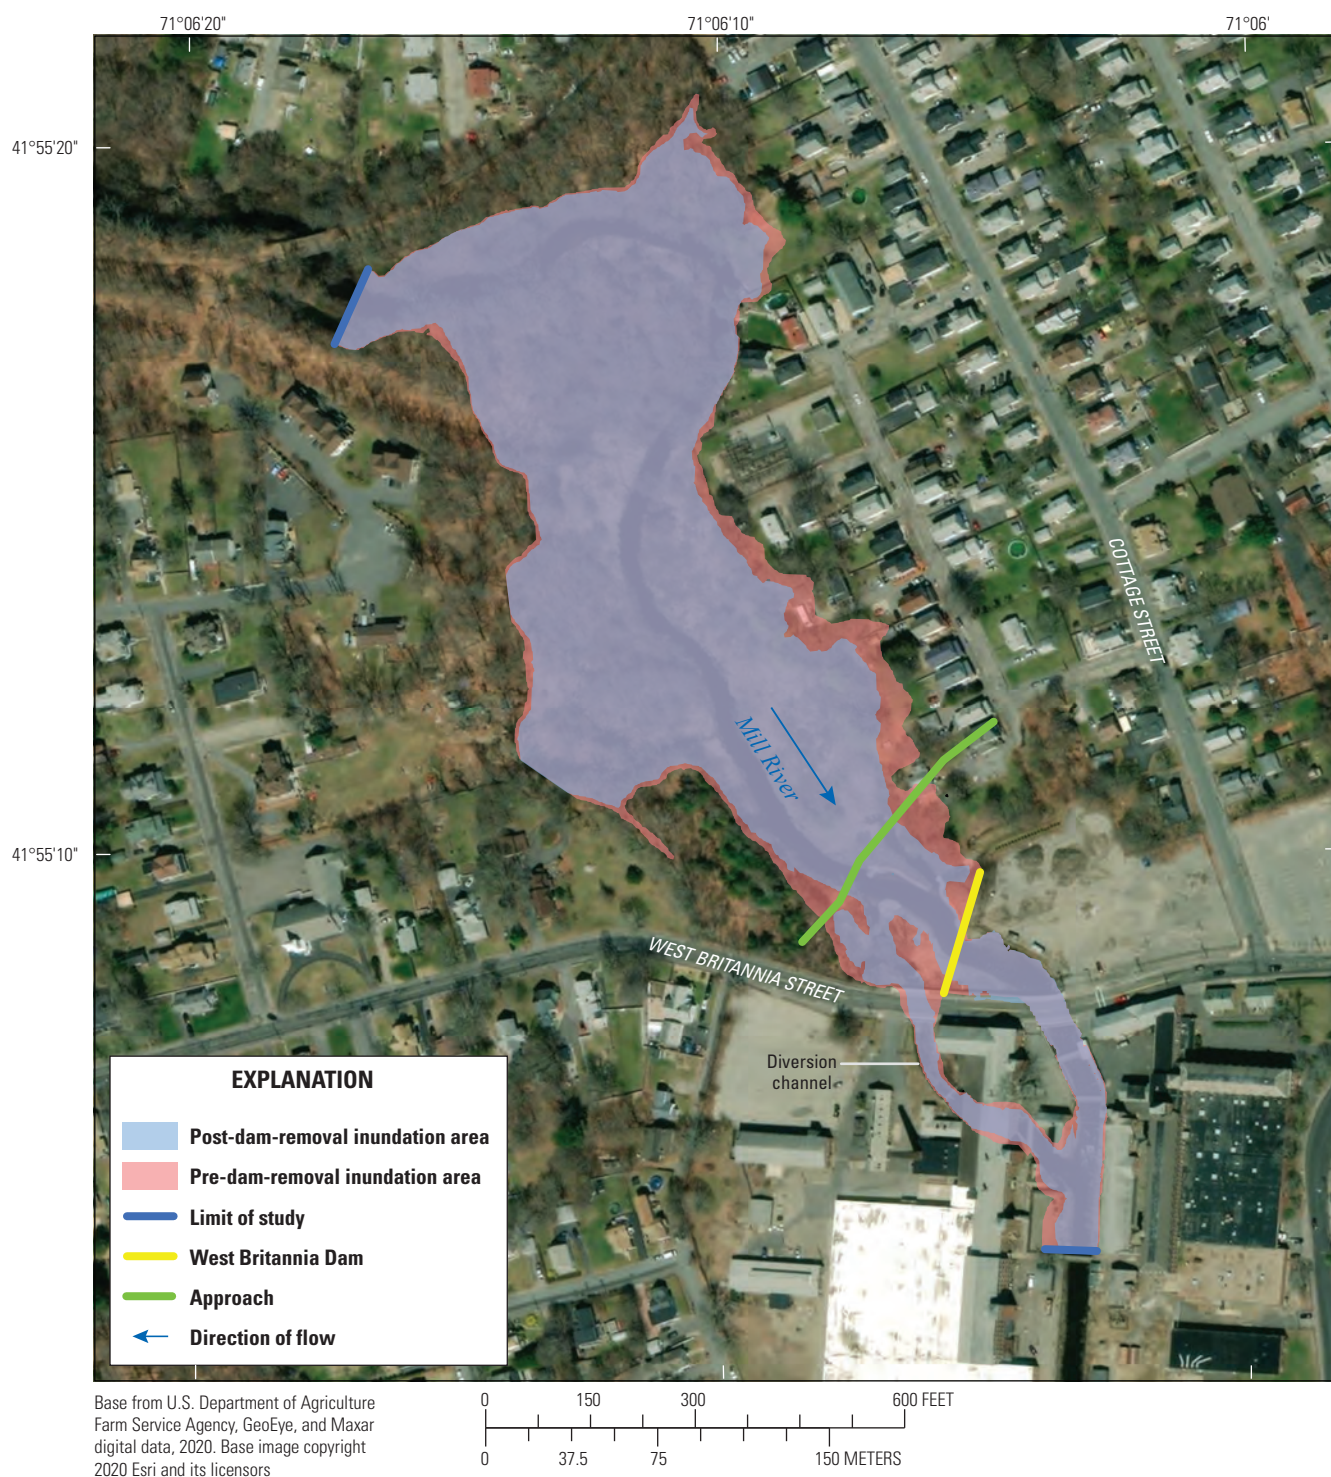 71°06'20"
71°06'10"
71°06'
41°55'20"
COTTAGE STREET
Mill River
41°55'10"
WEST BRITANNIA STREET
Diversion
channel
EXPLANATION
Post-dam-removal inundation area
Pre-dam-removal inundation area
Limit of study
West Britannia Dam
Approach
Direction of flow
Base from U.S. Department of Agriculture
Farm Service Agency, GeoEye, and Maxar
digital data, 2020. Base image copyright
2020 Esri and its licensors
0 150 300 600 FEET
0 37.5 75 150 METERS